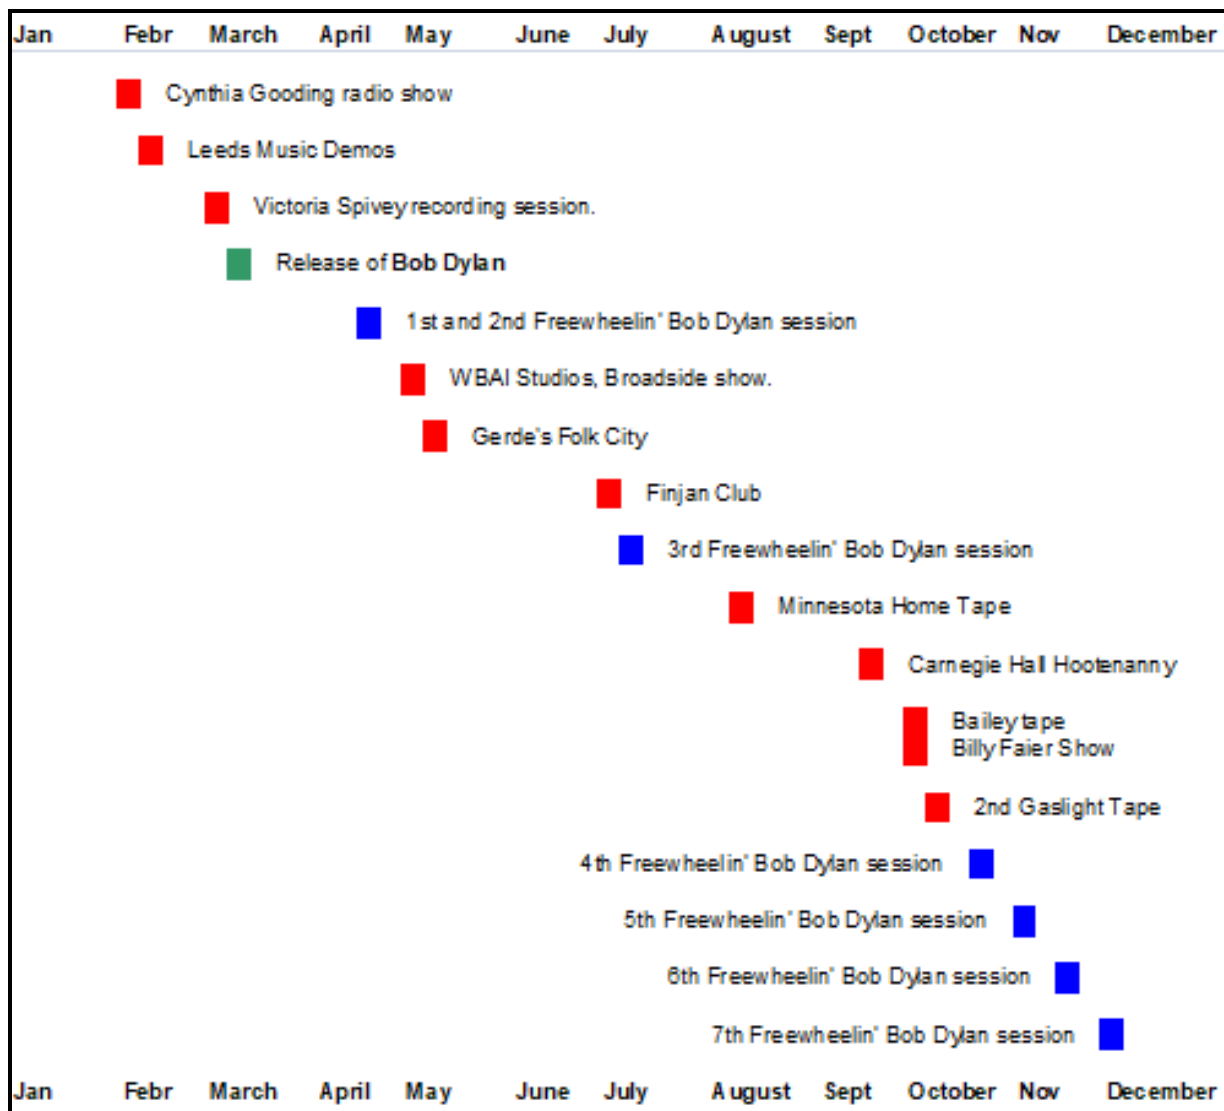 Jan Febr March April May June July August Sept October Nov December
Cynthia Gooding radio show
Leeds Music Demos
Victoria Spivey recording session.
Release of Bob Dylan
1st and 2nd Freewheelin' Bob Dylan session
WBAI Studios, Broadside show.
Gerde's Folk City
Finjan Club
3rd Freewheelin' Bob Dylan session
Minnesota Home Tape
Carnegie Hall Hootenanny
Bailey tape
Billy Faier Show
2nd Gaslight Tape
4th Freewheelin' Bob Dylan session
5th Freewheelin' Bob Dylan session
6th Freewheelin' Bob Dylan session
7th Freewheelin' Bob Dylan session
Jan Febr March April May June July August Sept October Nov December